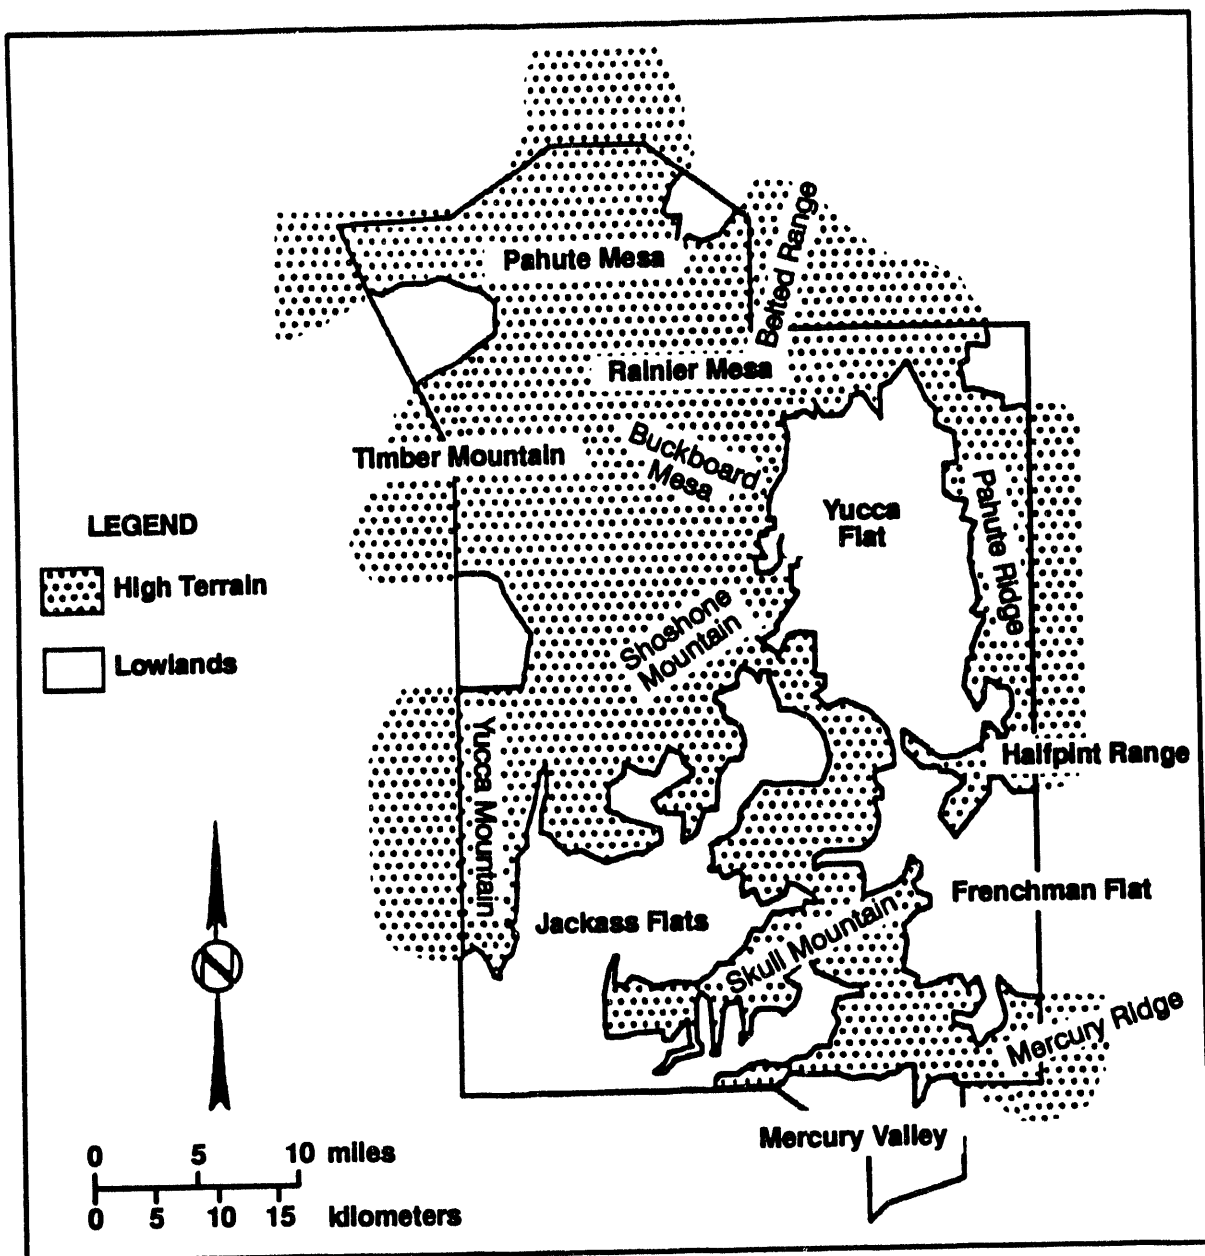 Pahute Mesa
Belted Range
Rainier Mesa
Buckboard
Mesa
Timber Mountain
LEGEND
High Terrain
Lowlands
Yucca
Flat
Pahute Ridge
Shoshone
Mountain
Yucca Mountain
Halfpint Range
Frenchman Flat
Jackass Flats
Skull Mountain
Mercury Ridge
Mercury Valley
N
0 5 10 miles
0 5 10 15 kilometers